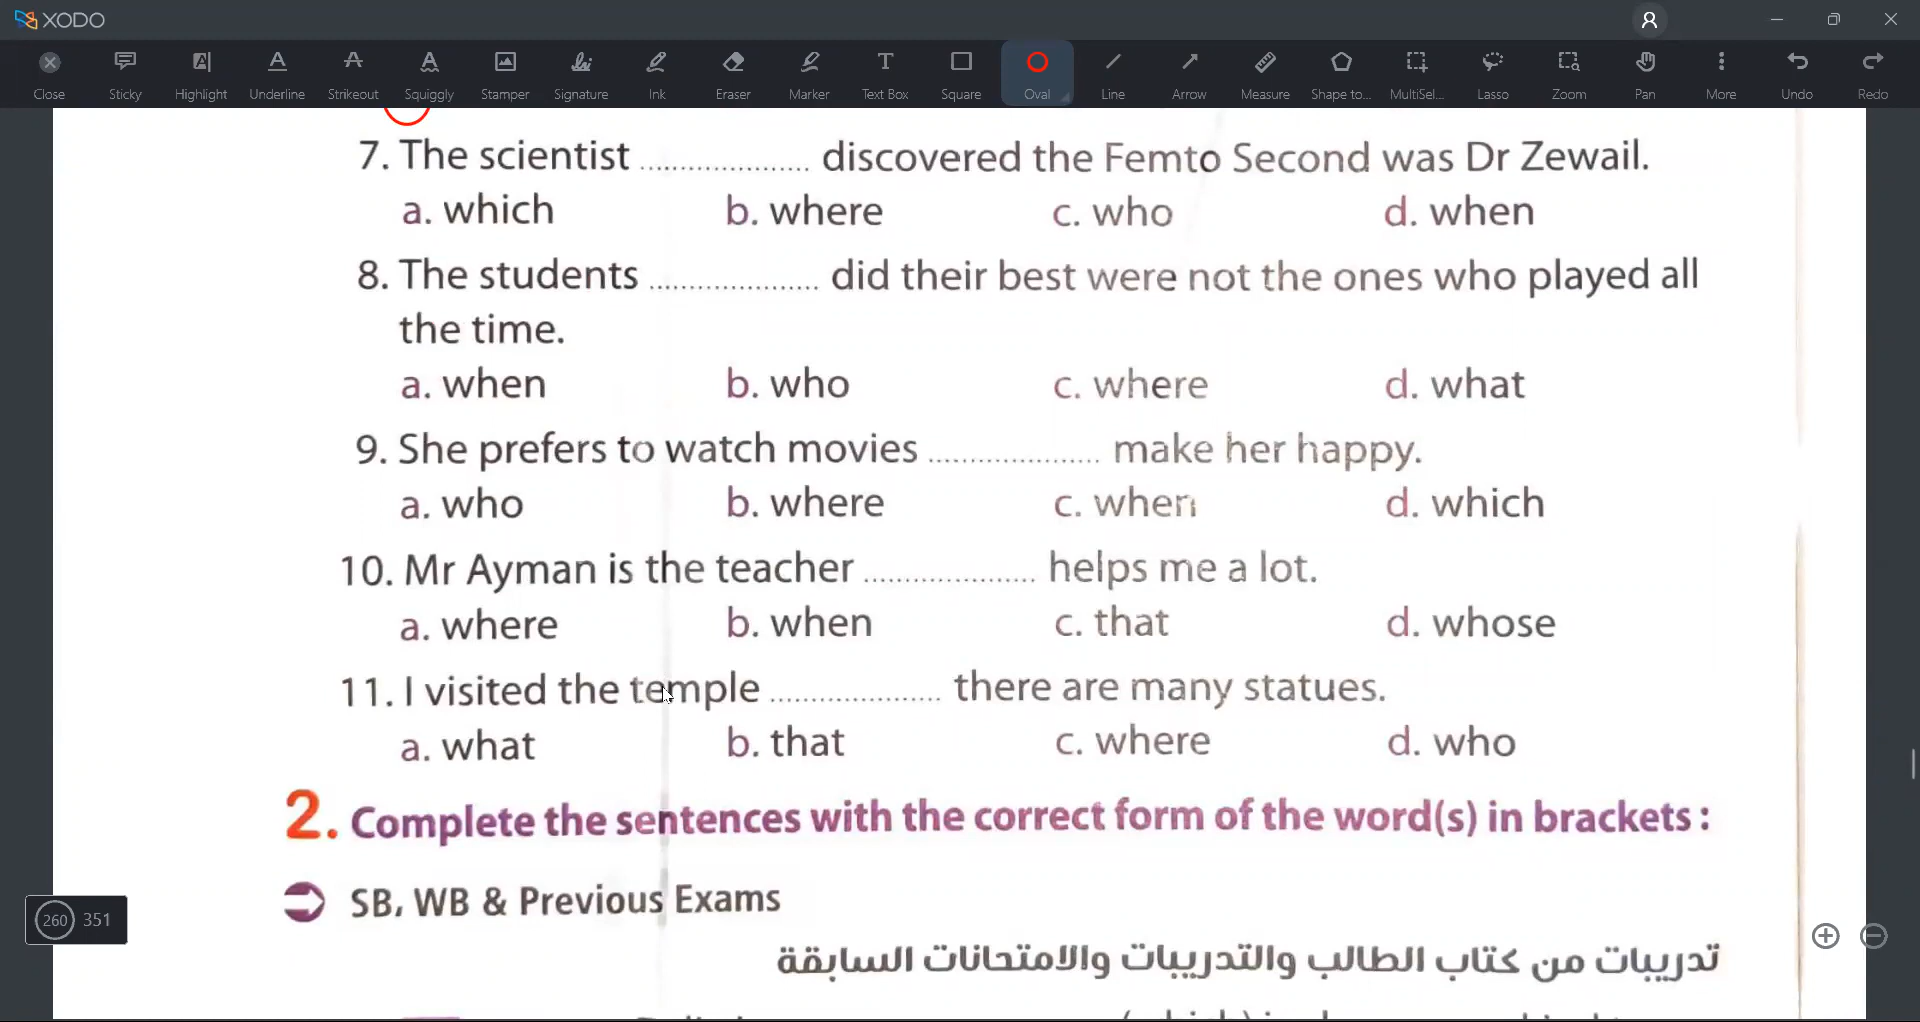 XODO
Close Sticky Highlight Underline Strikeout Squiggly Stamper Signature Ink Eraser Marker Text Box Square Oval Line Arrow Measure Shape to... MultiSel... Lasso Zoom Pan More Undo Redo
7. The scientist .................... discovered the Femto Second was Dr Zewail.
a. which b. where c. who d. when
8. The students .................... did their best were not the ones who played all
the time.
a. when b. who c. where d. what
9. She prefers to watch movies .................... make her happy.
a. who b. where c. when d. which
10. Mr Ayman is the teacher .................... helps me a lot.
a. where b. when c. that d. whose
11. I visited the temple .................... there are many statues.
a. what b. that c. where d. who
2. Complete the sentences with the correct form of the word(s) in brackets :
SB, WB & Previous Exams
260 351
تدريبات من كتاب الطالب والتدريبات والامتحانات السابقة